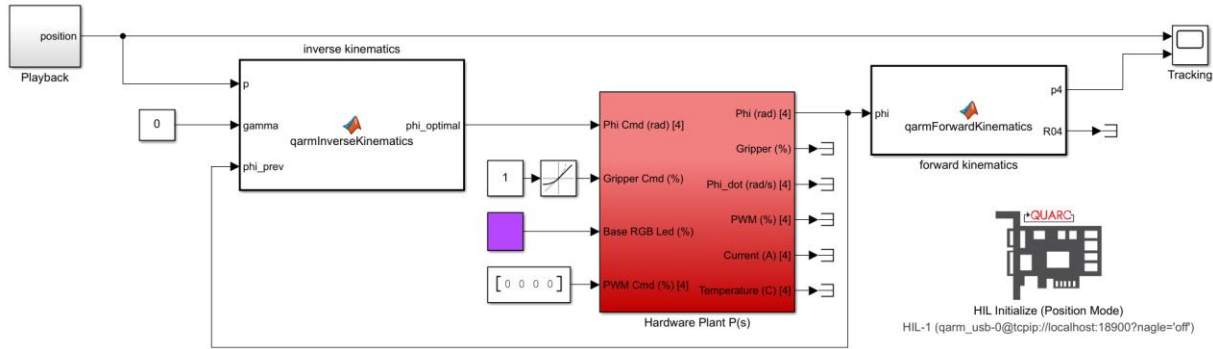 position
Playback
inverse kinematics
p
gamma
phi_prev
qarmInverseKinematics
phi_optimal
0
1
[ 0 0 0 0 ]
Phi Cmd (rad) [4]
Gripper Cmd (%)
Base RGB Led (%)
PWM Cmd (%) [4]
Phi (rad) [4]
Gripper (%)
Phi_dot (rad/s) [4]
PWM (%) [4]
Current (A) [4]
Temperature (C) [4]
Hardware Plant P(s)
phi
qarmForwardKinematics
p4
R04
forward kinematics
Tracking
QUARC
HIL Initialize (Position Mode)
HIL-1 (qarm_usb-0@tcpip://localhost:18900?nagle='off')